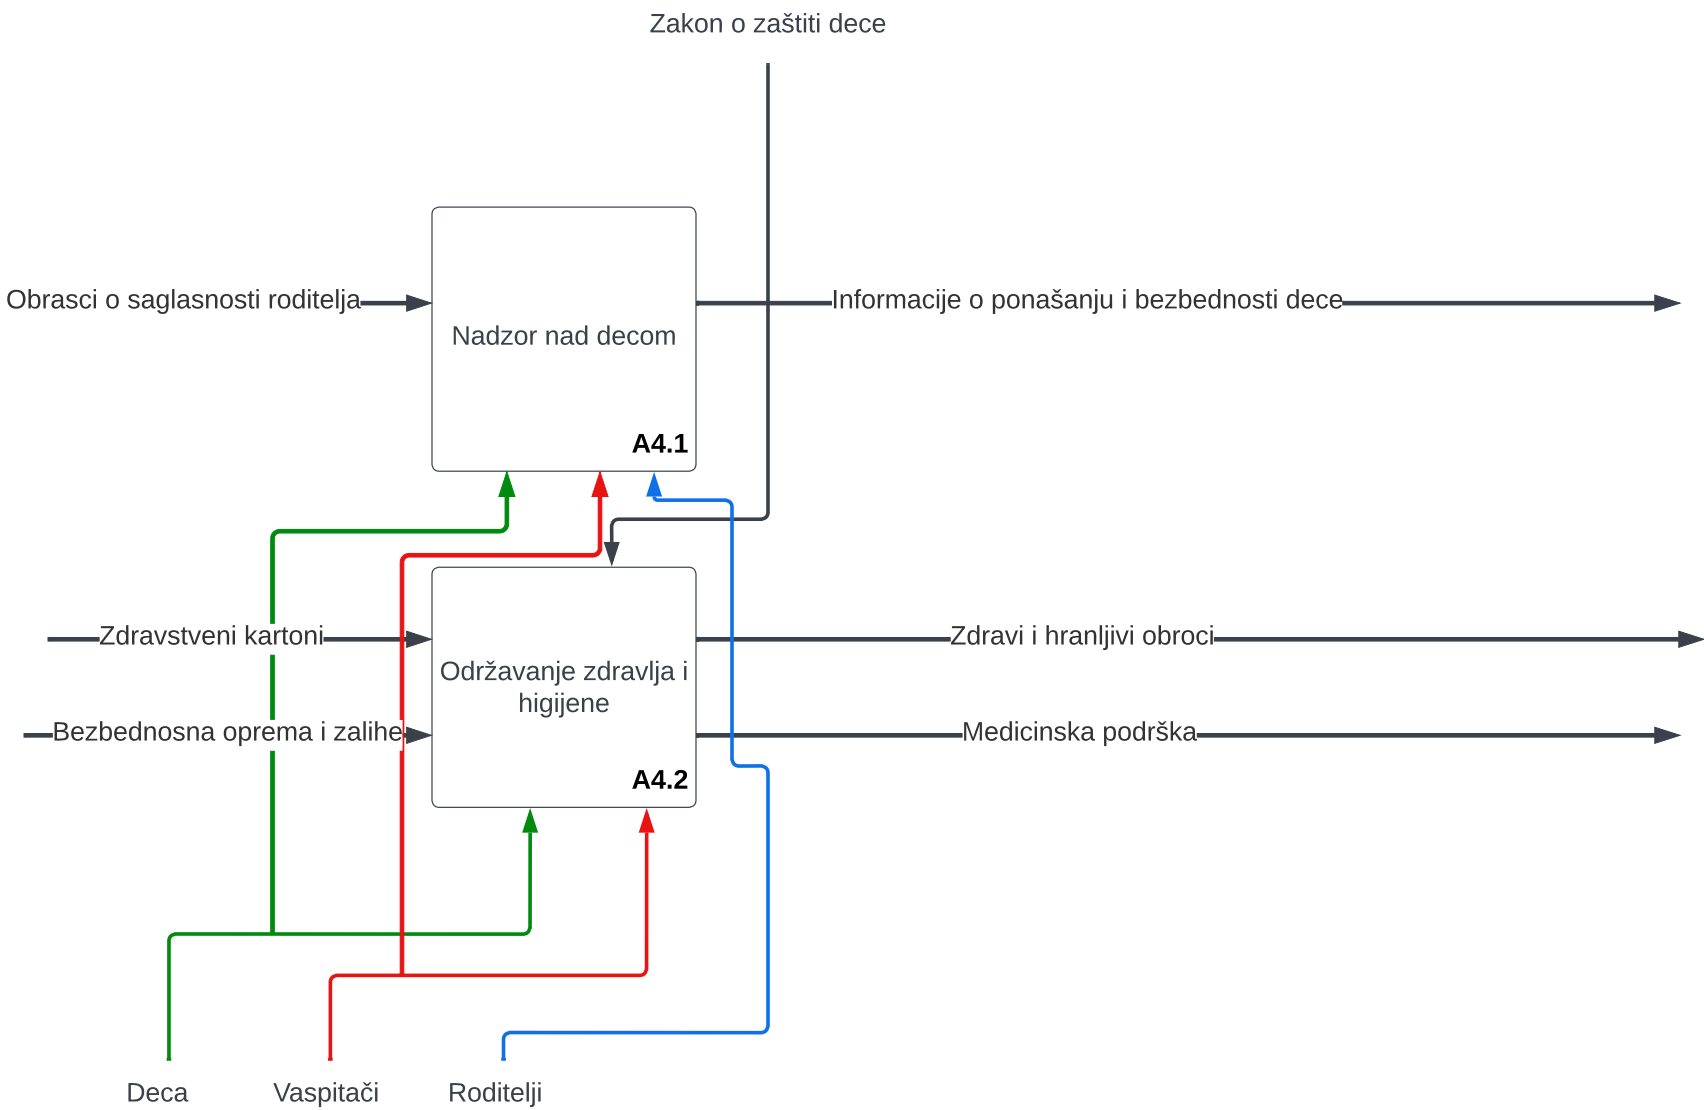 Zakon o zaštiti dece
Obrasci o saglasnosti roditelja
Informacije o ponašanju i bezbednosti dece
Nadzor nad decom
A4.1
Zdravstveni kartoni
Zdravi i hranljivi obroci
Održavanje zdravlja i
higijene
Bezbednosna oprema i zalihe
Medicinska podrška
A4.2
Deca
Vaspitači
Roditelji